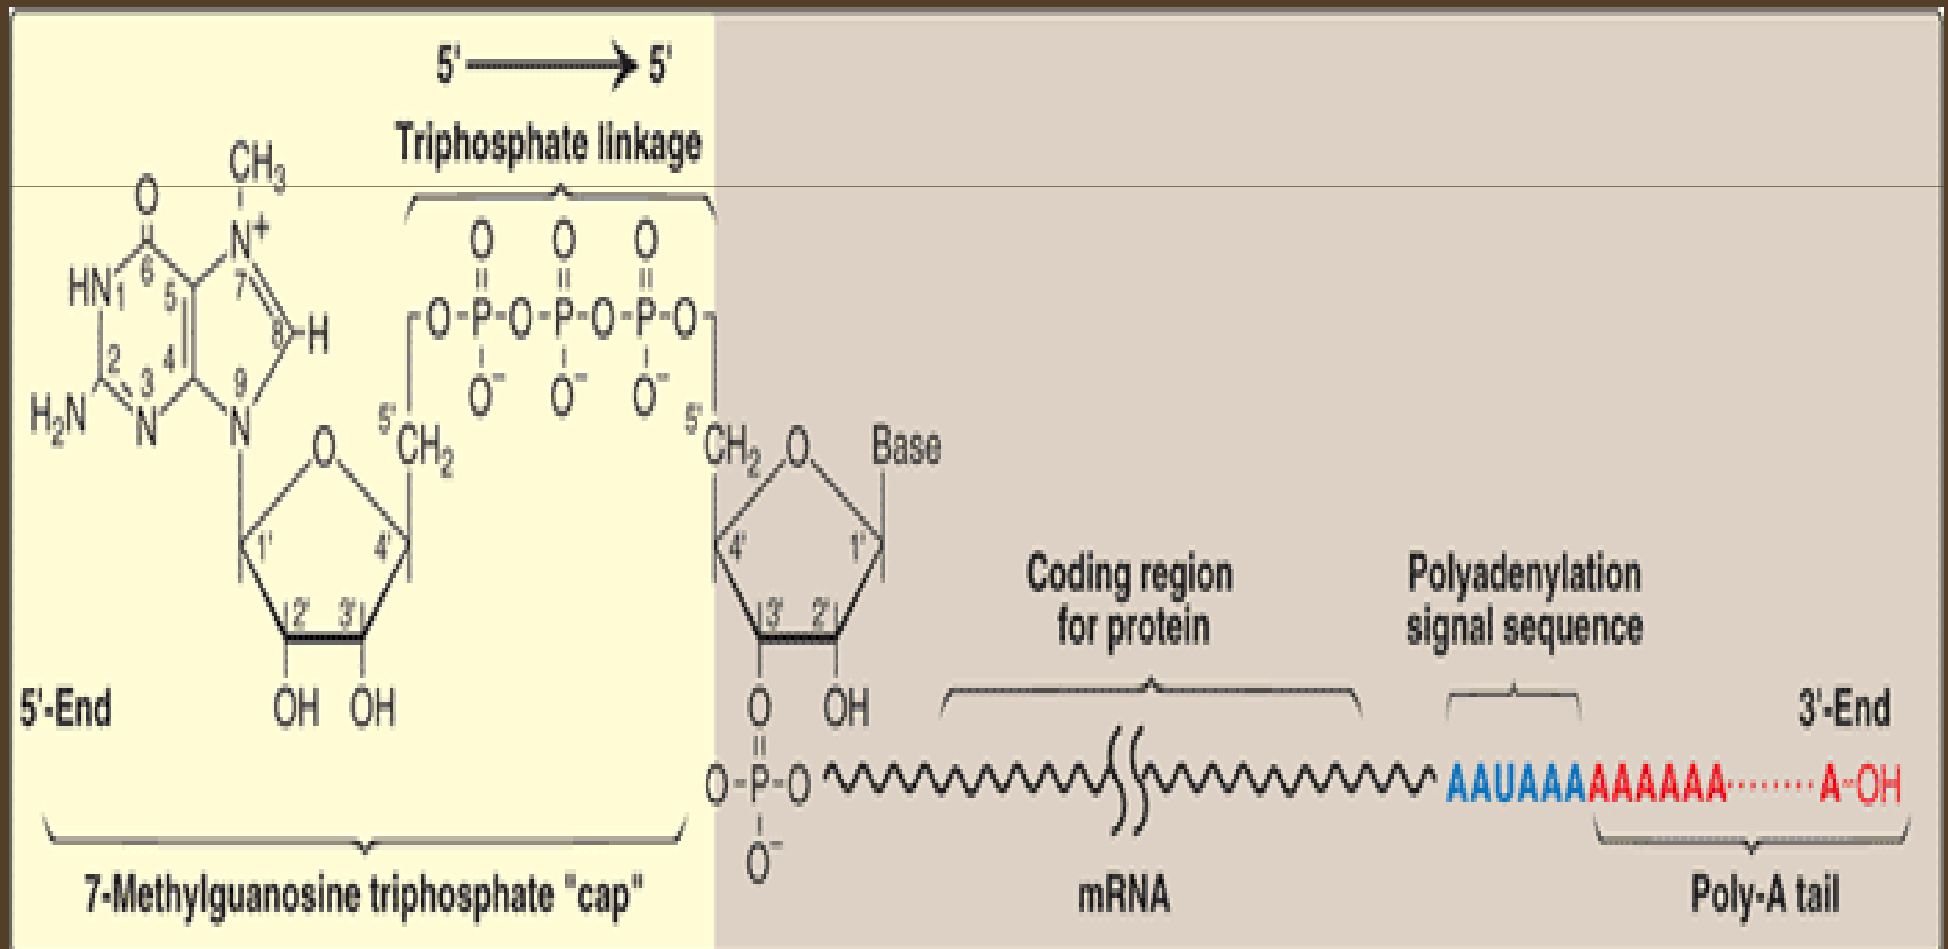 5' 5'
Triphosphate linkage
CH3
O
N+
O O O
HN 1 6 5 7
O-P-O-P-O-P-O
8 H
2 4 3 9
H2N N N
O- O- O-
5' CH2
5' CH2
O
O
Base
1' 4'
4' 1'
2' 3'
3' 2'
Coding region
for protein
Polyadenylation
signal sequence
5'-End
OH OH
O OH
3'-End
O-P-O
AAUAAAAAAAAA........A-OH
O-
7-Methylguanosine triphosphate "cap"
mRNA
Poly-A tail